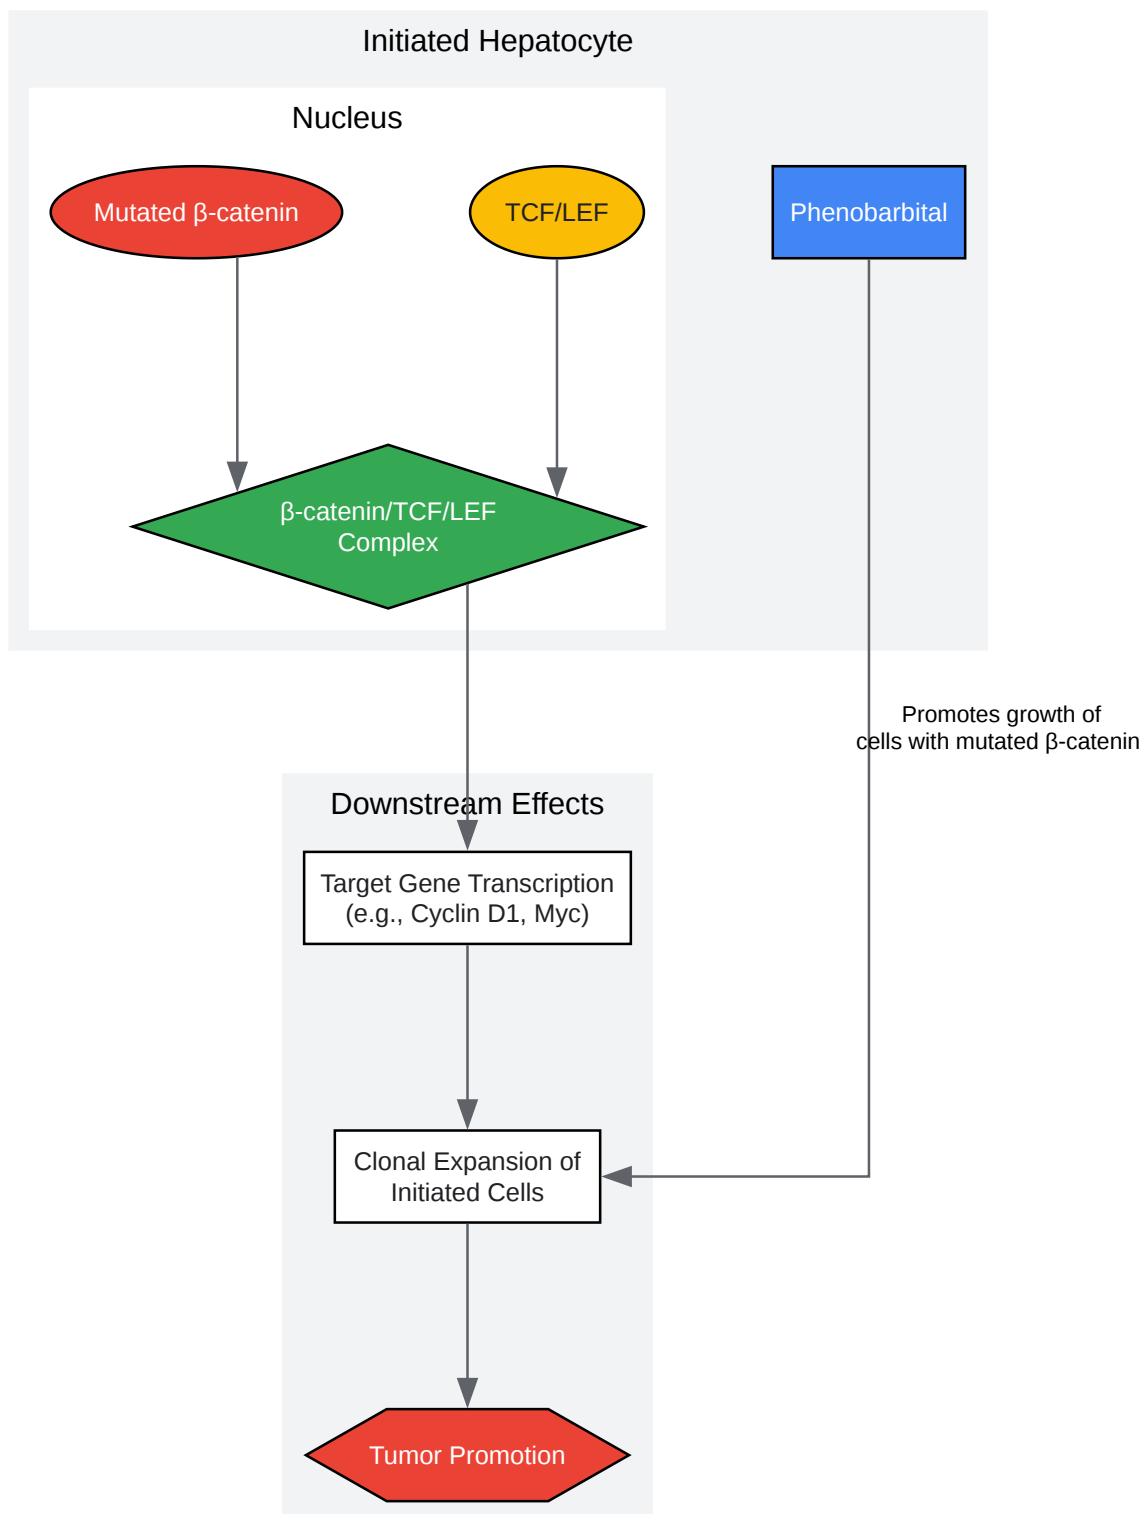 Initiated Hepatocyte
Nucleus
Mutated β-catenin
TCF/LEF
Phenobarbital
β-catenin/TCF/LEF
Complex
Promotes growth of
cells with mutated β-catenin
Downstream Effects
Target Gene Transcription
(e.g., Cyclin D1, Myc)
Clonal Expansion of
Initiated Cells
Tumor Promotion